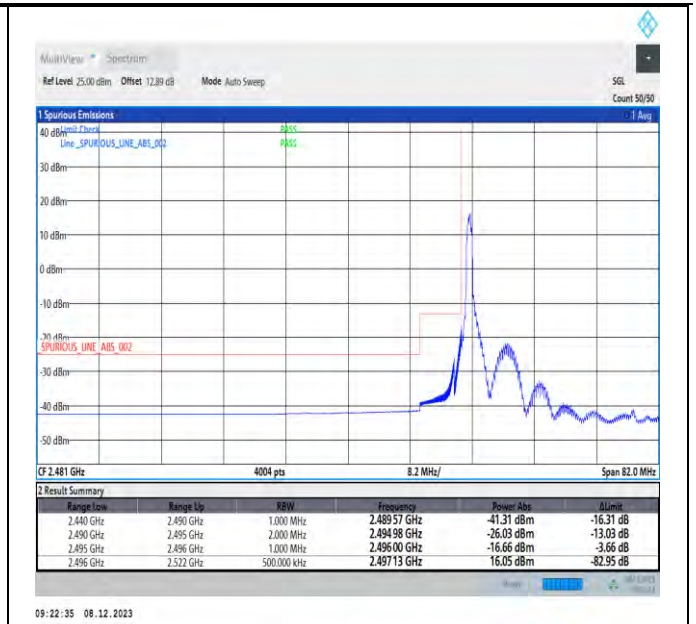 MultiView Spectrum
Ref Level 25.00 dBm Offset 12.89 dB Mode Auto Sweep SGL
Count 50/50
1 Spurious Emissions 1 Avg
40 dBm Limit Check PASS
Line _SPURIOUS_LINE_ABS_002 PASS
30 dBm
20 dBm
10 dBm
0 dBm
-10 dBm
-20 dBm
_SPURIOUS_LINE_ABS_002
-30 dBm
-40 dBm
-50 dBm
CF 2.481 GHz 4004 pts 8.2 MHz/ Span 82.0 MHz
2 Result Summary
Range Low Range Up RBW Frequency Power Abs ΔLimit
2.440 GHz 2.490 GHz 1.000 MHz 2.489 57 GHz -41.31 dBm -16.31 dB
2.490 GHz 2.495 GHz 2.000 MHz 2.494 98 GHz -26.03 dBm -13.03 dB
2.495 GHz 2.496 GHz 1.000 MHz 2.496 00 GHz -16.66 dBm -3.66 dB
2.496 GHz 2.522 GHz 500.000 kHz 2.497 13 GHz 16.05 dBm -82.95 dB
09:22:35 08.12.2023